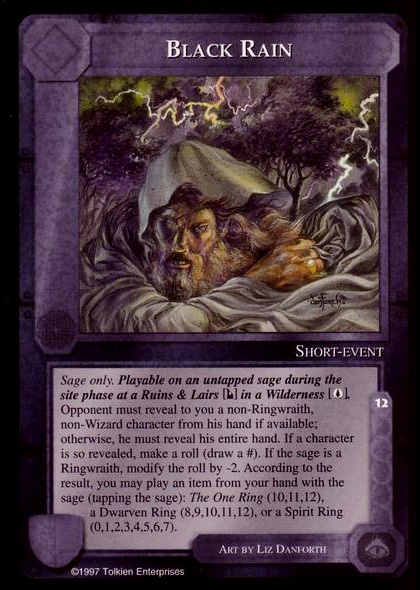 BLACK RAIN
SHORT-EVENT
Sage only. Playable on an untapped sage during the
site phase at a Ruins & Lairs [] in a Wilderness [].
12
Opponent must reveal to you a non-Ringwraith,
non-Wizard character from his hand if available;
otherwise, he must reveal his entire hand. If a character
is so revealed, make a roll (draw a #). If the sage is a
Ringwraith, modify the roll by -2. According to the
result, you may play an item from your hand with the
sage (tapping the sage): The One Ring (10,11,12),
a Dwarven Ring (8,9,10,11,12), or a Spirit Ring
(0,1,2,3,4,5,6,7).
ART BY LIZ DANFORTH
©1997 Tolkien Enterprises